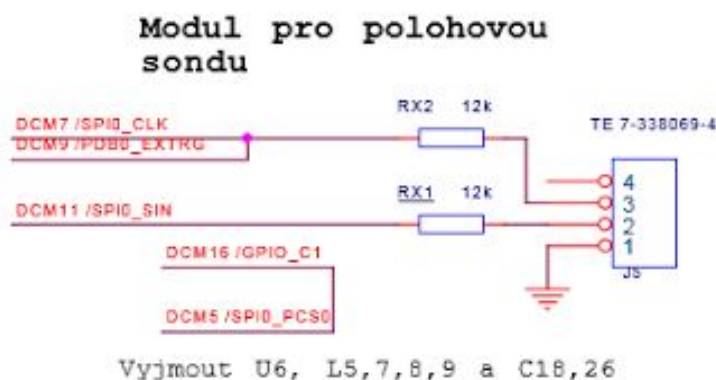 Modul pro polohovou
sondu
RX2 12k
TE 7-338069-4
DCM7 /SPI0_CLK
DCM9 /PDB0_EXTRG
4
3
RX1 12k
DCM11 /SPI0_SIN
2
1
DCM16 /GPIO_C1
J5
DCM5 /SPI0_PCS0
Vyjmout U6, L5,7,8,9 a C18,26